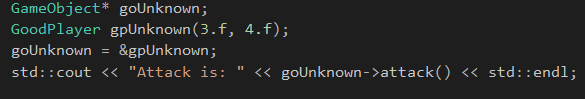 GameObject* goUnknown;
GoodPlayer gpUnknown(3.f, 4.f);
goUnknown = &gpUnknown;
std::cout << "Attack is: " << goUnknown->attack() << std::endl;